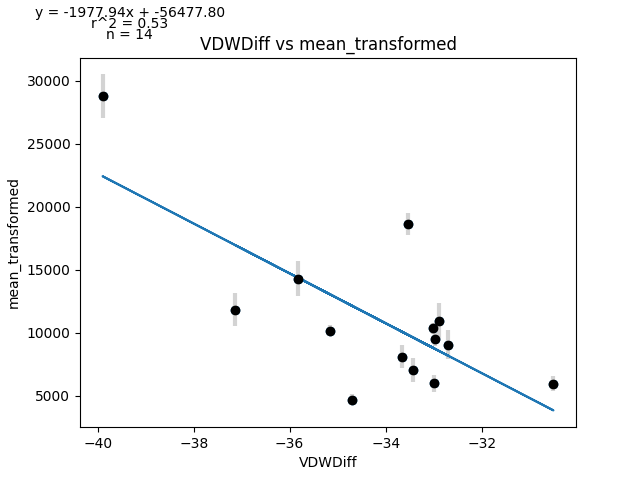 y = -1977.94x + -56477.80
r^2 = 0.53
n = 14
VDWDiff vs mean_transformed
mean_transformed
30000
25000
20000
15000
10000
5000
−40
−38
−36
−34
−32
VDWDiff